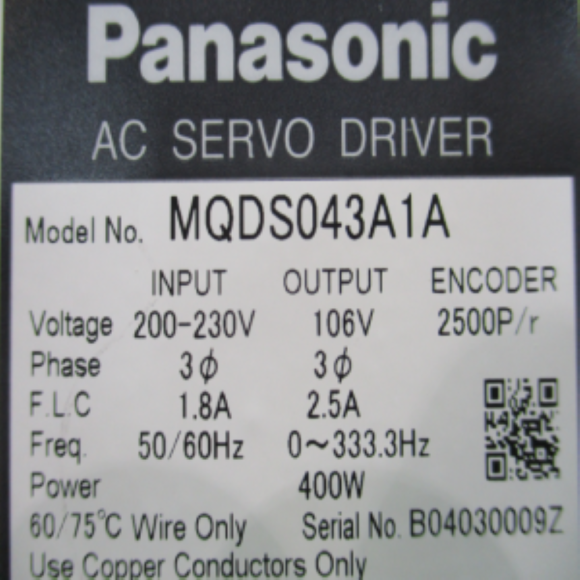 Panasonic
AC SERVO DRIVER
Model No. MQDS043A1A
INPUT OUTPUT ENCODER
Voltage 200-230V 106V 2500P/r
Phase 3ϕ 3ϕ
F.L.C 1.8A 2.5A
Freq. 50/60Hz 0～333.3Hz
Power 400W
60/75℃ Wire Only Serial No. B04030009Z
Use Copper Conductors Only